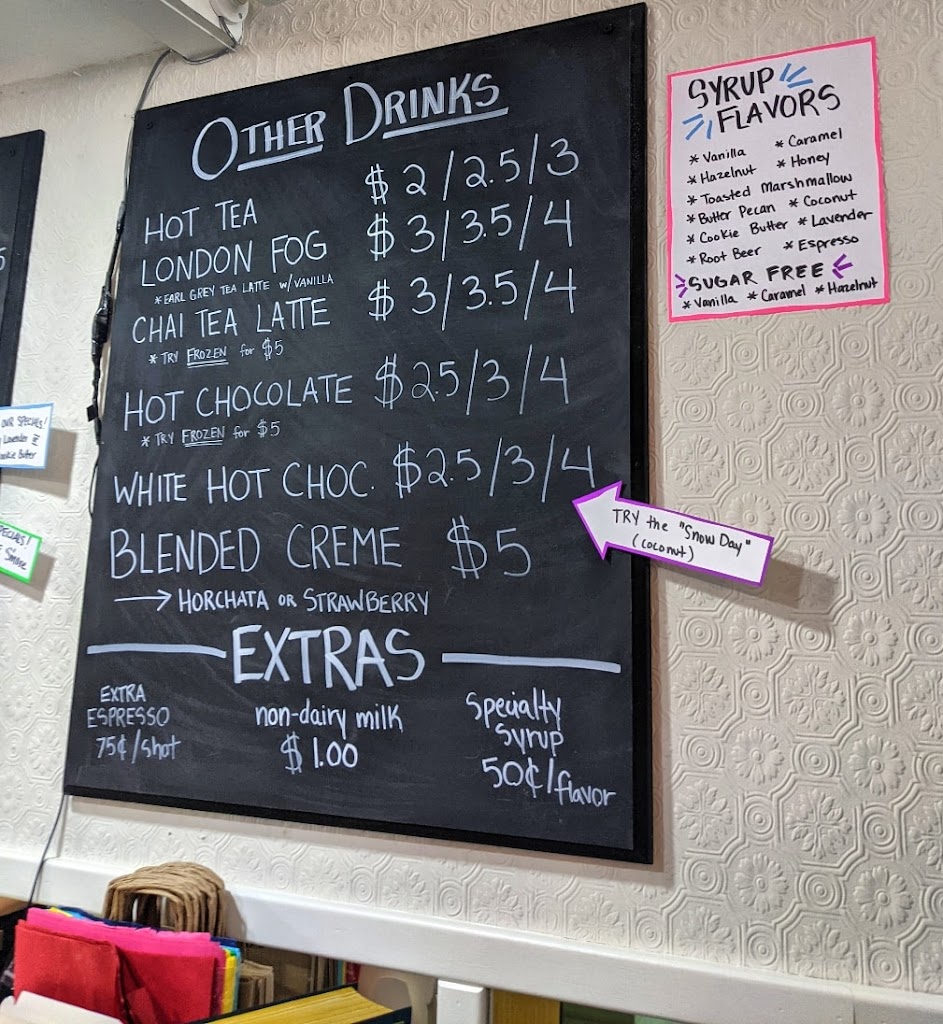 OTHER DRINKS
HOT TEA $2/2.5/3
LONDON FOG $3/3.5/4
*EARL GREY TEA LATTE W/VANILLA
CHAI TEA LATTE $3/3.5/4
*TRY FROZEN for $5
HOT CHOCOLATE $2.5/3/4
*TRY FROZEN for $5
WHITE HOT CHOC. $2.5/3/4
BLENDED CREME $5
→ HORCHATA OR STRAWBERRY
EXTRAS
EXTRA
ESPRESSO
75¢/shot
non-dairy milk
$1.00
Specialty
Syrup
50¢/flavor
TRY the "Snow Day"
(coconut)
SYRUP
FLAVORS
* Vanilla * Caramel
* Hazelnut * Honey
* Toasted Marshmallow
* Butter Pecan * Coconut
* Cookie Butter * Lavender
* Root Beer * Espresso
SUGAR FREE
* Vanilla * Caramel * Hazelnut
OUR SPECIALS!
Lavender
Butter